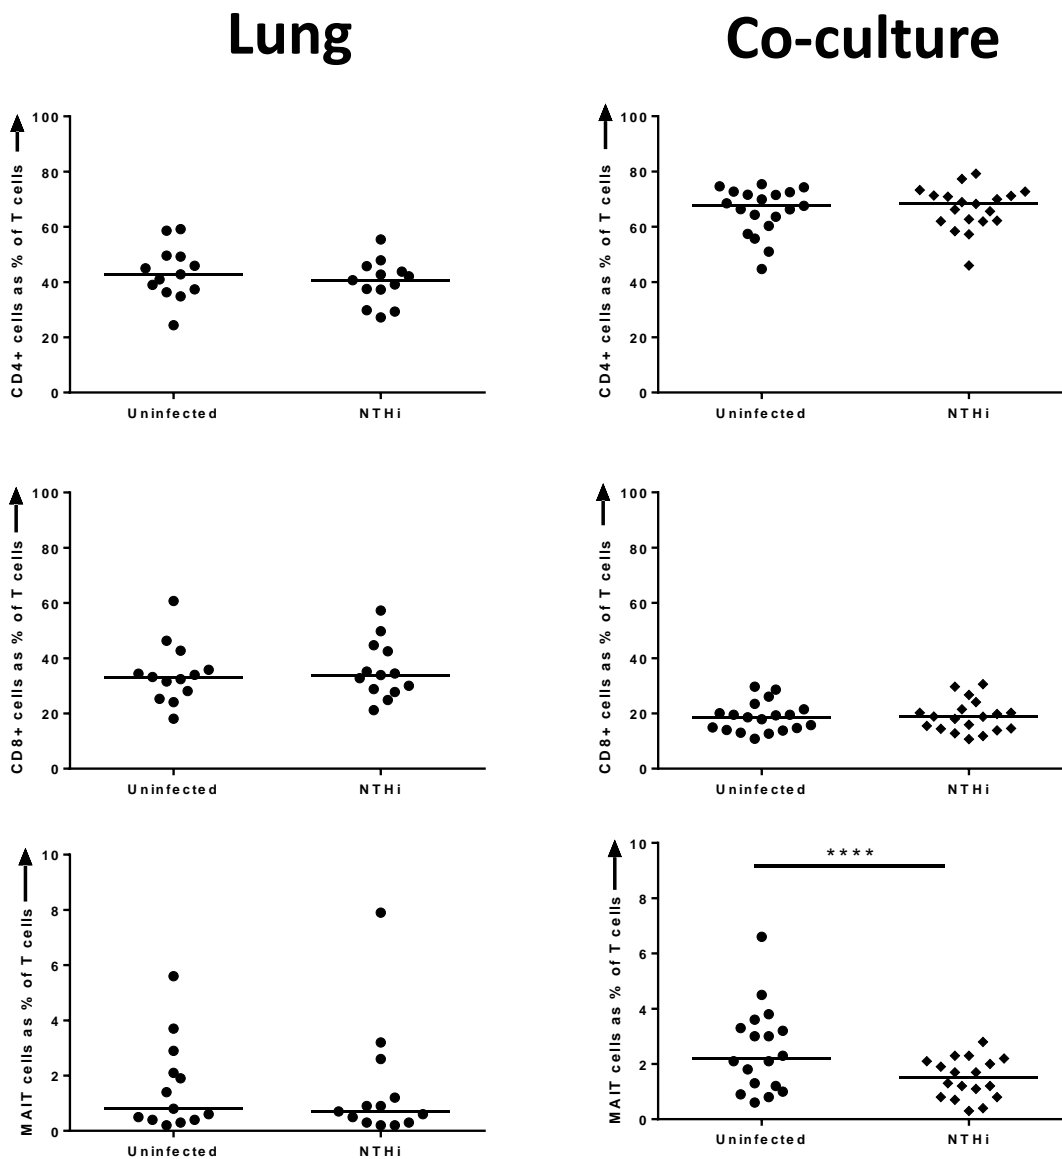 Lung
Co-culture
CD4+ cells as % of T cells
100
80
60
40
20
0
Uninfected
NTHi
CD4+ cells as % of T cells
100
80
60
40
20
0
Uninfected
NTHi
CD8+ cells as % of T cells
100
80
60
40
20
0
Uninfected
NTHi
CD8+ cells as % of T cells
100
80
60
40
20
0
Uninfected
NTHi
MAIT cells as % of T cells
10
8
6
4
2
0
Uninfected
NTHi
MAIT cells as % of T cells
10
8
6
4
2
0
****
Uninfected
NTHi